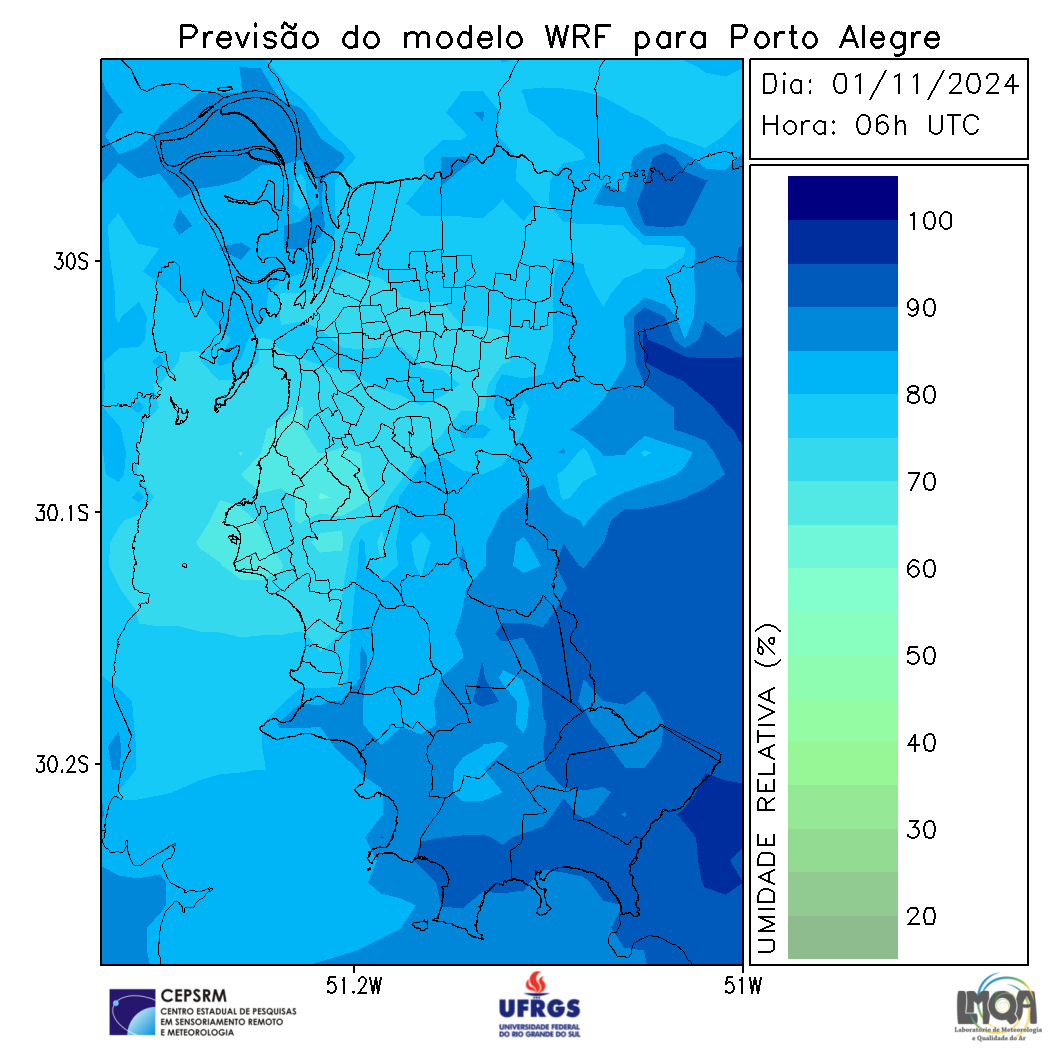 Previsão do modelo WRF para Porto Alegre
Dia: 01/11/2024
Hora: 06h UTC
30S
30.1S
30.2S
51.2W
51W
UMIDADE RELATIVA (%)
100
90
80
70
60
50
40
30
20
CEPSRM
CENTRO ESTADUAL DE PESQUISAS
EM SENSORIAMENTO REMOTO
E METEOROLOGIA
UFRGS
UNIVERSIDADE FEDERAL
DO RIO GRANDE DO SUL
LMQA
Laboratório de Meteorologia
e Qualidade do Ar